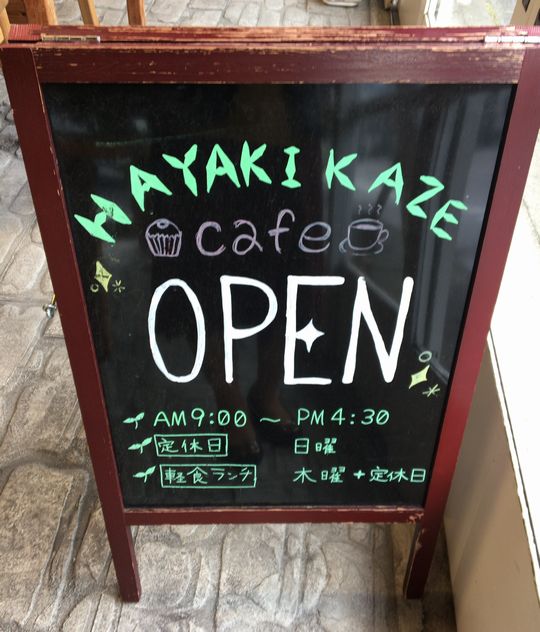 HAYAKI KAZE
cafe
OPEN
AM9:00 ~ PM4:30
定休日 日曜
軽食ランチ 木曜+定休日